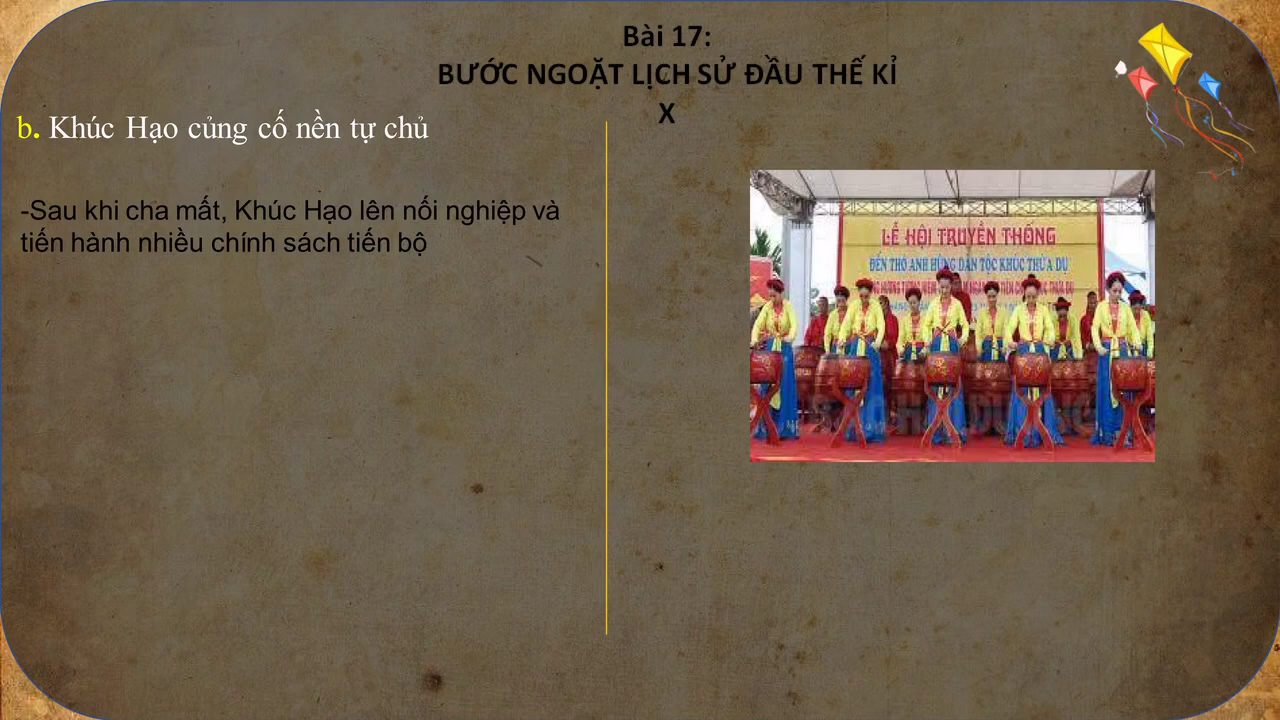 Bài 17:
BƯỚC NGOẶT LỊCH SỬ ĐẦU THẾ KỈ
X
b. Khúc Hạo củng cố nền tự chủ
-Sau khi cha mất, Khúc Hạo lên nối nghiệp và
tiến hành nhiều chính sách tiến bộ
LỄ HỘI TRUYỀN THỐNG
ĐỀN THỜ ANH HÙNG DÂN TỘC KHÚC THỪA DỤ